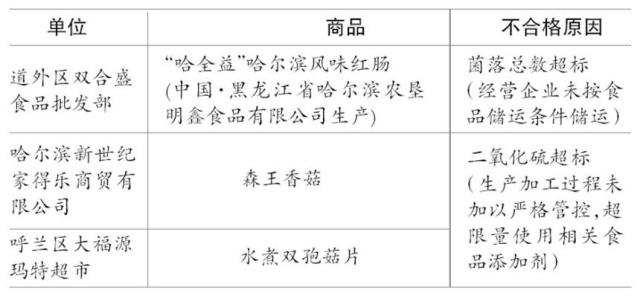 单位
商品
不合格原因
道外区双合盛
食品批发部
“哈全益”哈尔滨风味红肠
(中国·黑龙江省哈尔滨农垦
明鑫食品有限公司生产)
菌落总数超标
(经营企业未按食
品储运条件储运)
哈尔滨新世纪
家得乐商贸有
限公司
森王香菇
二氧化硫超标
(生产加工过程未
加以严格管控,超
限量使用相关食
品添加剂)
呼兰区大福源
玛特超市
水煮双孢菇片